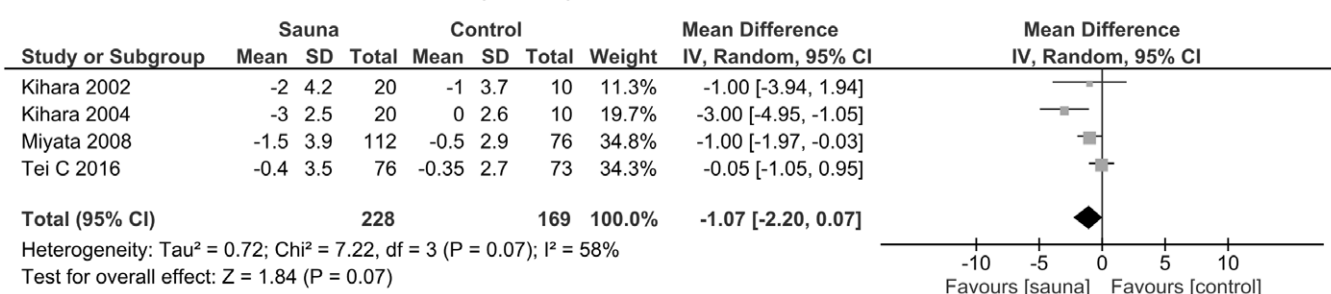 Sauna Control Mean Difference Mean Difference
Study or Subgroup Mean SD Total Mean SD Total Weight IV, Random, 95% CI IV, Random, 95% CI
Kihara 2002 -2 4.2 20 -1 3.7 10 11.3% -1.00 [-3.94, 1.94]
Kihara 2004 -3 2.5 20 0 2.6 10 19.7% -3.00 [-4.95, -1.05]
Miyata 2008 -1.5 3.9 112 -0.5 2.9 76 34.8% -1.00 [-1.97, -0.03]
Tei C 2016 -0.4 3.5 76 -0.35 2.7 73 34.3% -0.05 [-1.05, 0.95]
Total (95% CI) 228 169 100.0% -1.07 [-2.20, 0.07]
Heterogeneity: Tau² = 0.72; Chi² = 7.22, df = 3 (P = 0.07); I² = 58%
Test for overall effect: Z = 1.84 (P = 0.07)
-10 -5 0 5 10
Favours [sauna] Favours [control]